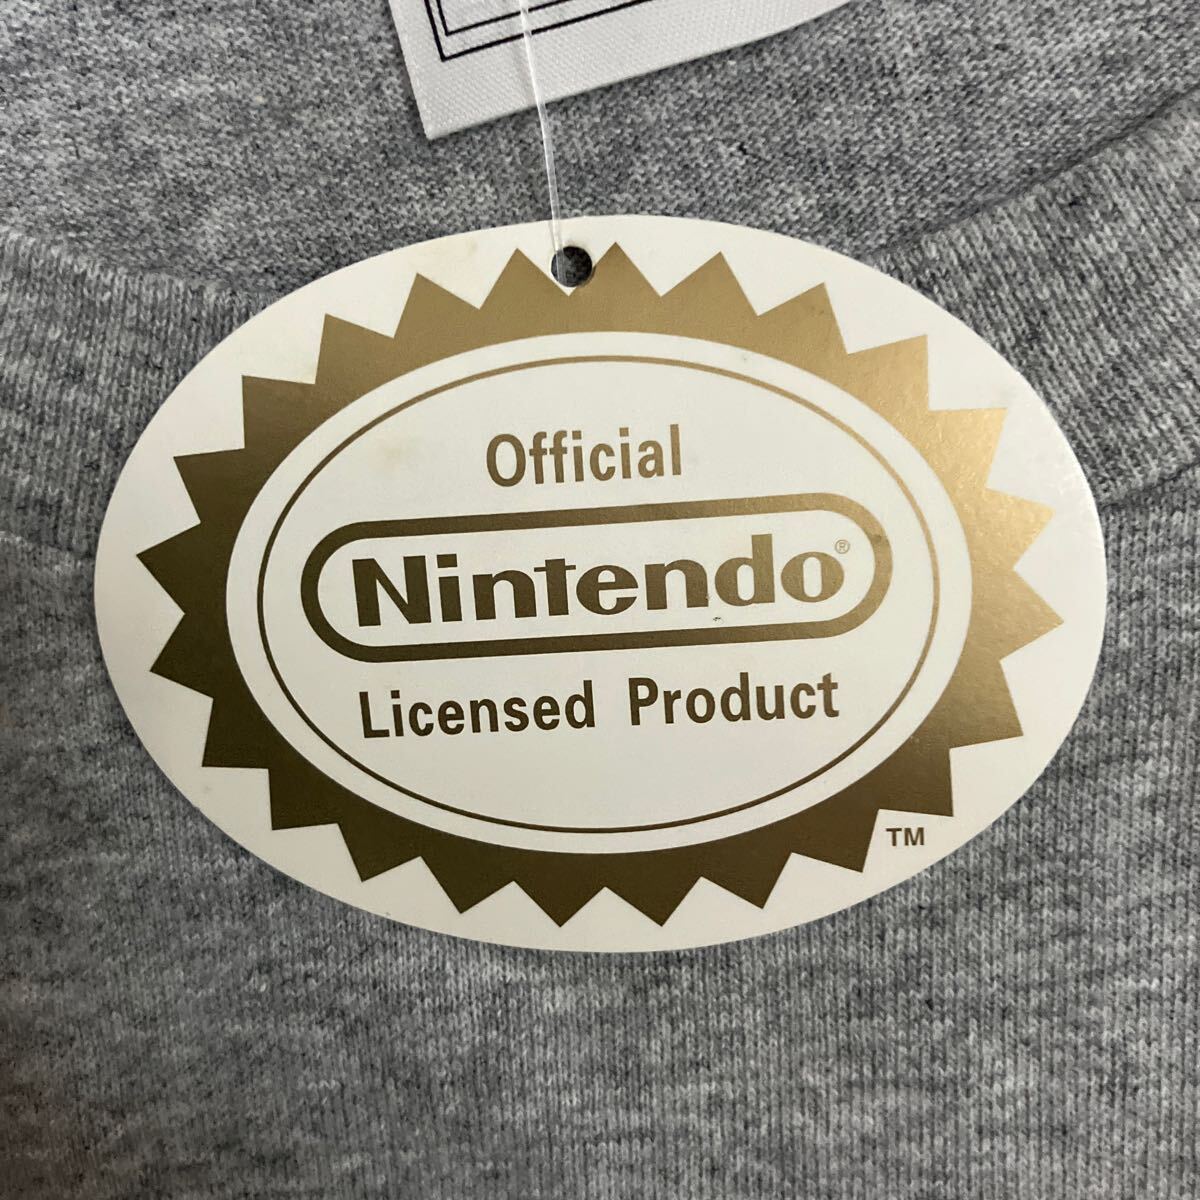 Official
Nintendo®
Licensed Product
TM